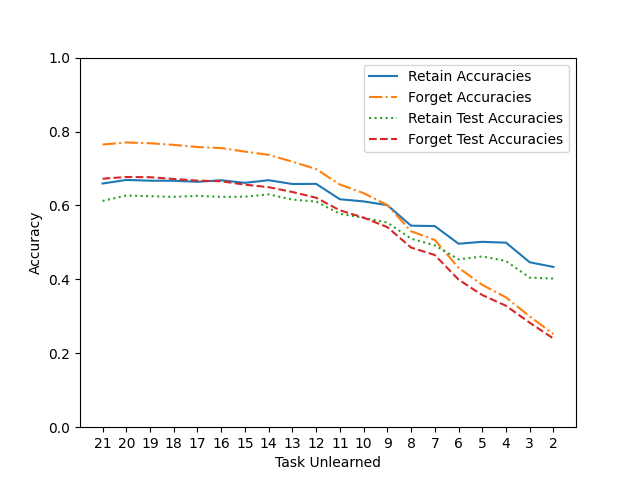 1.0
0.8
0.6
0.4
0.2
0.0
Accuracy
Retain Accuracies
Forget Accuracies
Retain Test Accuracies
Forget Test Accuracies
21 20 19 18 17 16 15 14 13 12 11 10 9 8 7 6 5 4 3 2
Task Unlearned